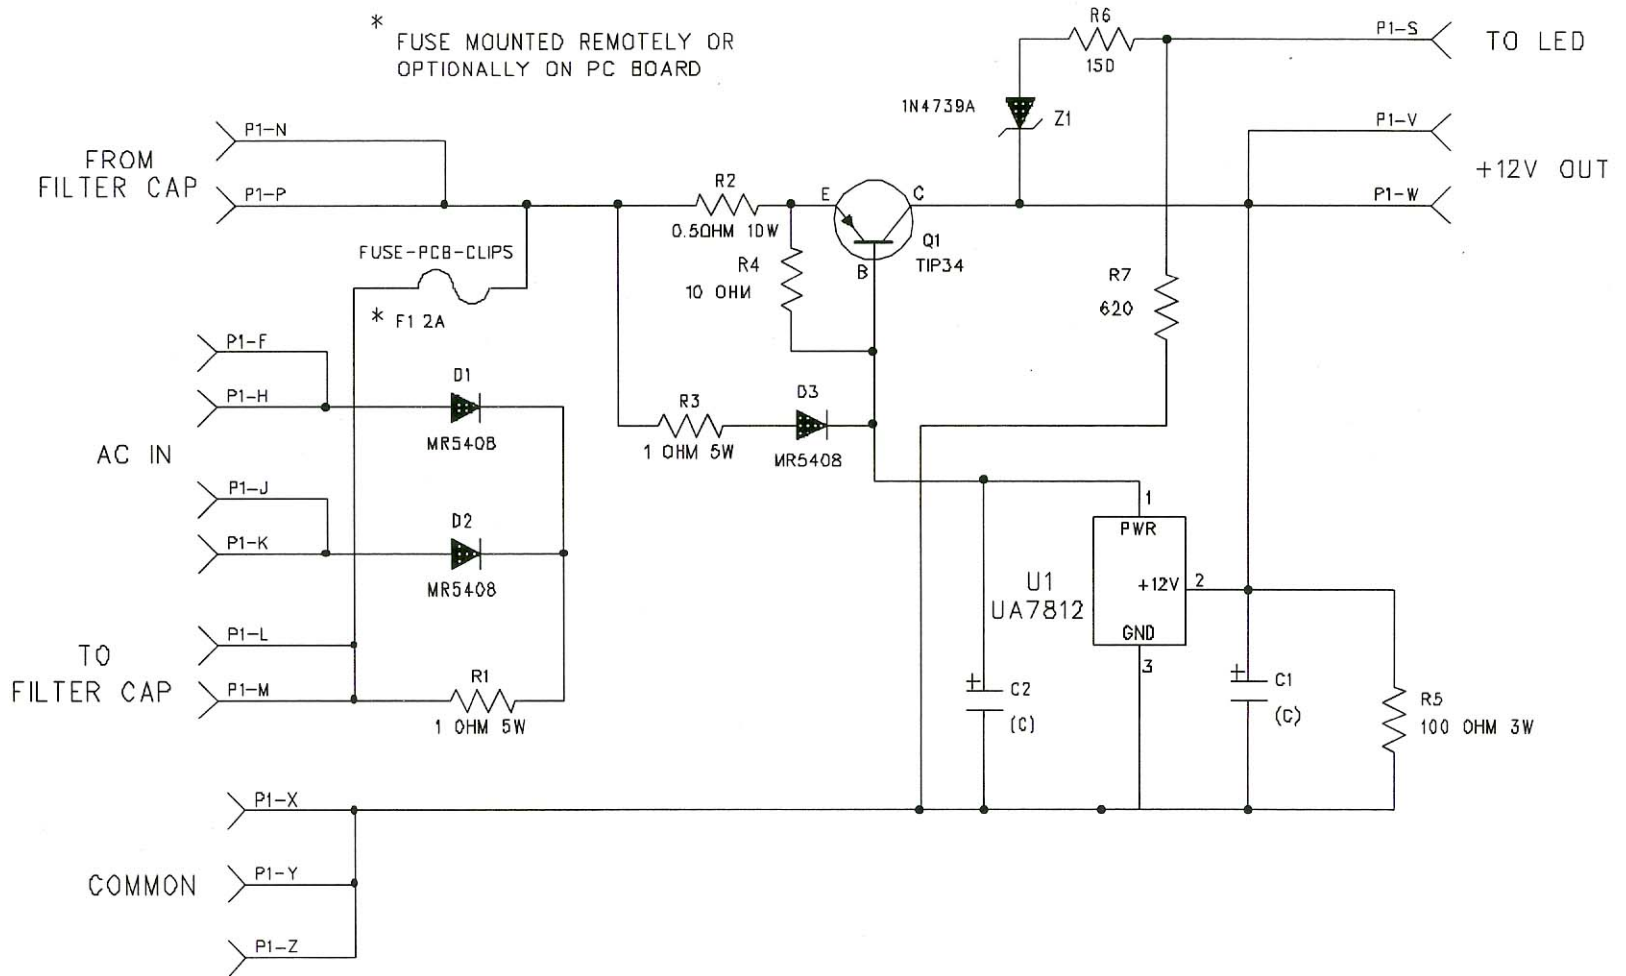 *
FUSE MOUNTED REMOTELY OR
OPTIONALLY ON PC BOARD
R6
150
P1-S
TO LED
1N4739A
Z1
P1-V
+12V OUT
P1-W
P1-N
FROM
FILTER CAP
P1-P
R2
0.5OHM 10W
E
C
B
Q1
TIP34
R4
10 OHM
FUSE-PCB-CLIPS
* F1 2A
R7
620
P1-F
P1-H
AC IN
P1-J
P1-K
D1
MR5408
D2
MR5408
R3
1 OHM 5W
D3
MR5408
1
PWR
+12V
2
GND
3
U1
UA7812
TO
FILTER CAP
P1-L
P1-M
R1
1 OHM 5W
+
C2
(C)
+
C1
(C)
R5
100 OHM 3W
P1-X
COMMON
P1-Y
P1-Z